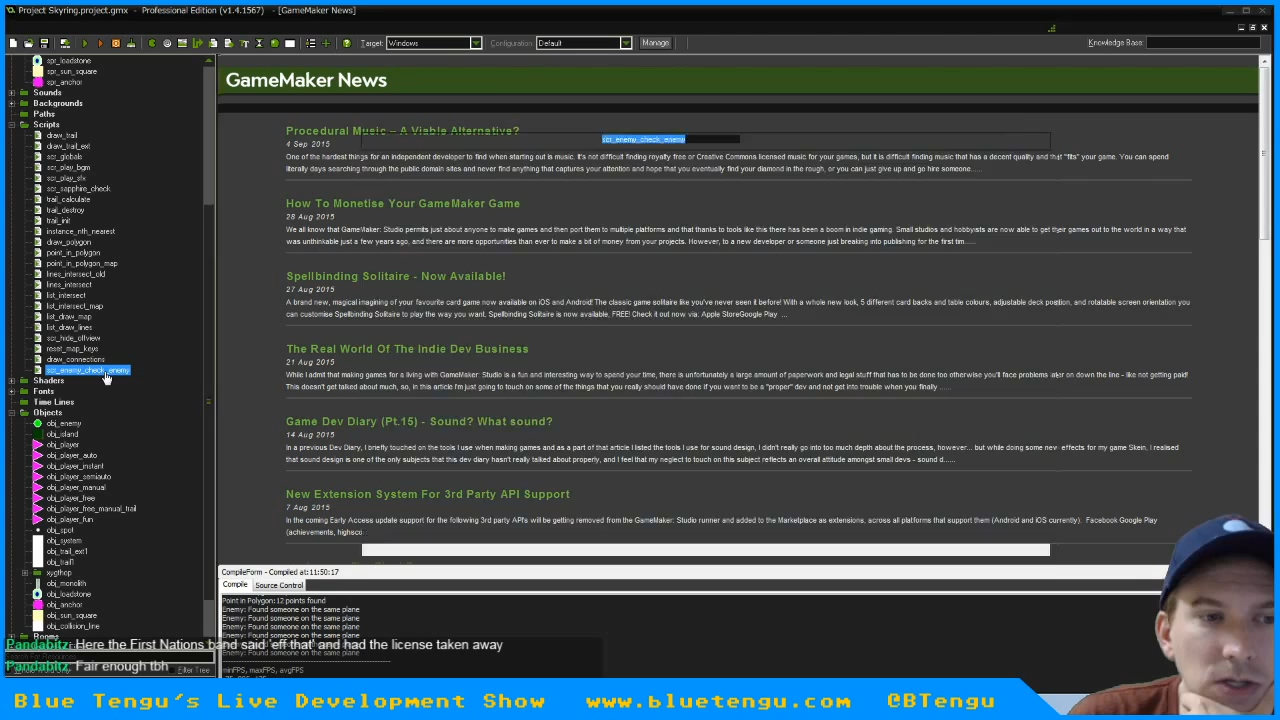 Project Skyring.project.gmx - Professional Edition (v1.4.1567) - [GameMaker News]
Target: Windows Configuration: Default Manage Knowledge Base:
spr_loadstone
spr_sun_square
spr_anchor
Sounds
Backgrounds
Paths
Scripts
draw_trail
draw_trail_ext
scr_globals
scr_play_bgm
scr_play_sfx
scr_sapphire_check
trail_calculate
trail_destroy
trail_init
instance_nth_nearest
draw_polygon
point_in_polygon
point_in_polygon_map
lines_intersect_old
lines_intersect
list_intersect
list_intersect_map
list_draw_map
list_draw_lines
scr_hide_offview
reset_map_keys
draw_connections
scr_enemy_check_enemy
Shaders
Fonts
Time Lines
Objects
obj_enemy
obj_island
obj_player
obj_player_auto
obj_player_instant
obj_player_semiauto
obj_player_manual
obj_player_free
obj_player_free_manual_trail
obj_player_fun
obj_spot
obj_system
obj_trail_ext1
obj_trail1
xygthop
obj_monolith
obj_loadstone
obj_anchor
obj_sun_square
obj_collision_line
Rooms
Filter Tree
GameMaker News
Procedural Music – A Viable Alternative?
scr_enemy_check_enemy
4 Sep 2015
One of the hardest things for an independent developer to find when starting out is music. It's not difficult finding royalty free or Creative Commons licensed music for your games, but it is difficult finding music that has a decent quality and that "fits" your game. You can spend
literally days searching through the public domain sites and never find anything that captures your attention and hope that you eventually find your diamond in the rough, or you can just give up and go hire someone.....
How To Monetise Your GameMaker Game
28 Aug 2015
We all know that GameMaker: Studio permits just about anyone to make games and then port them to multiple platforms and that thanks to tools like this there has been a boom in indie gaming. Small studios and hobbyists are now able to get their games out to the world in a way that
was unthinkable just a few years ago, and there are more opportunities than ever to make a bit of money from your projects. However, to a new developer or someone just breaking into publishing for the first tim.....
Spellbinding Solitaire - Now Available!
27 Aug 2015
A brand new, magical imagining of your favourite card game now available on iOS and Android! The classic game solitaire like you've never seen it before! With a whole new look, 5 different card backs and table colours, adjustable deck position, and rotatable screen orientation you
can customise Spellbinding Solitaire to play the way you want. Spellbinding Solitaire is now available, FREE! Check it out now via: Apple StoreGoogle Play ...
The Real World Of The Indie Dev Business
21 Aug 2015
While I admit that making games for a living with GameMaker: Studio is a fun and interesting way to spend your time, there is unfortunately a large amount of paperwork and legal stuff that has to be done too otherwise you'll face problems later on down the line - like not getting paid!
This doesn't get talked about much, so, in this article I'm just going to touch on some of the things that you really should have done if you want to be a "proper" dev and not get into trouble when you finally .....
Game Dev Diary (Pt.15) - Sound? What sound?
14 Aug 2015
In a previous Dev Diary, I briefly touched on the tools I use when making games and as a part of that article I listed the tools I use for sound design, I didn't really go into too much depth about the process, however... but while doing some new effects for my game Skein, I realised
that sound design is one of the only subjects that this dev diary hasn't really talked about properly, and I feel that my neglect to touch on this subject reflects an overall attitude amongst small devs - sound d.....
New Extension System For 3rd Party API Support
7 Aug 2015
In the coming Early Access update support for the following 3rd party API's will be getting removed from the GameMaker: Studio runner and added to the Marketplace as extensions, across all platforms that support them (Android and iOS currently). Facebook Google Play
(achievements, highsco
CompileForm - Compiled at:11:50:17
Compile Source Control
Point in Polygon:12 points found
Enemy: Found someone on the same plane
Enemy: Found someone on the same plane
Enemy: Found someone on the same plane
Enemy: Found someone on the same plane
Enemy: Found someone on the same plane
minFPS, maxFPS, avgFPS
Pandabitz: Here the First Nations band said 'eff that' and had the license taken away
Pandabitz: Fair enough tbh
Blue Tengu's Live Development Show www.bluetengu.com @BTengu